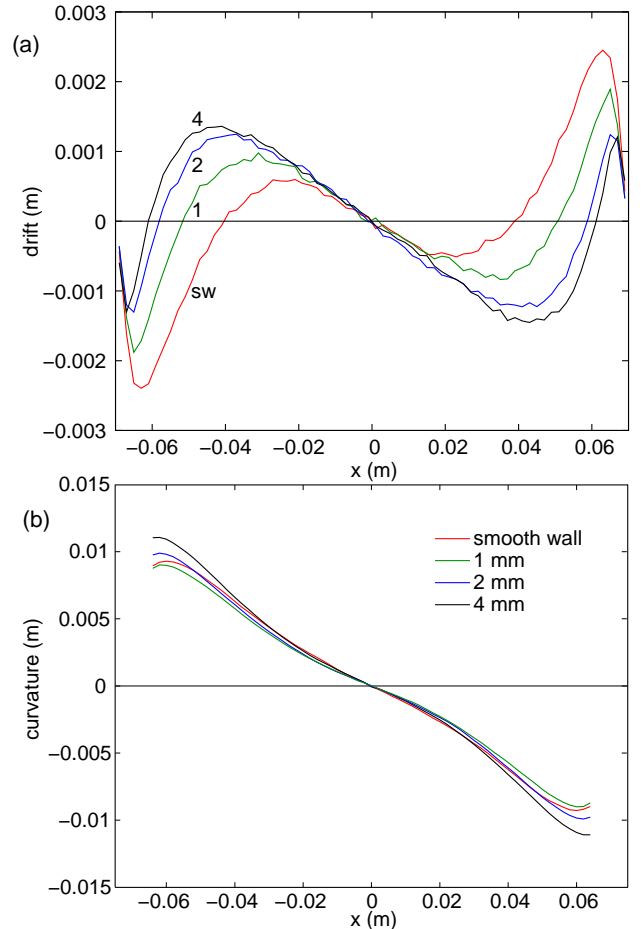 (a)
0.003
0.002
0.001
0
−0.001
−0.002
−0.003
drift (m)
4
2
1
sw
−0.06 −0.04 −0.02 0 0.02 0.04 0.06
x (m)
(b)
0.015
0.01
0.005
0
−0.005
−0.01
−0.015
curvature (m)
smooth wall
1 mm
2 mm
4 mm
−0.06 −0.04 −0.02 0 0.02 0.04 0.06
x (m)